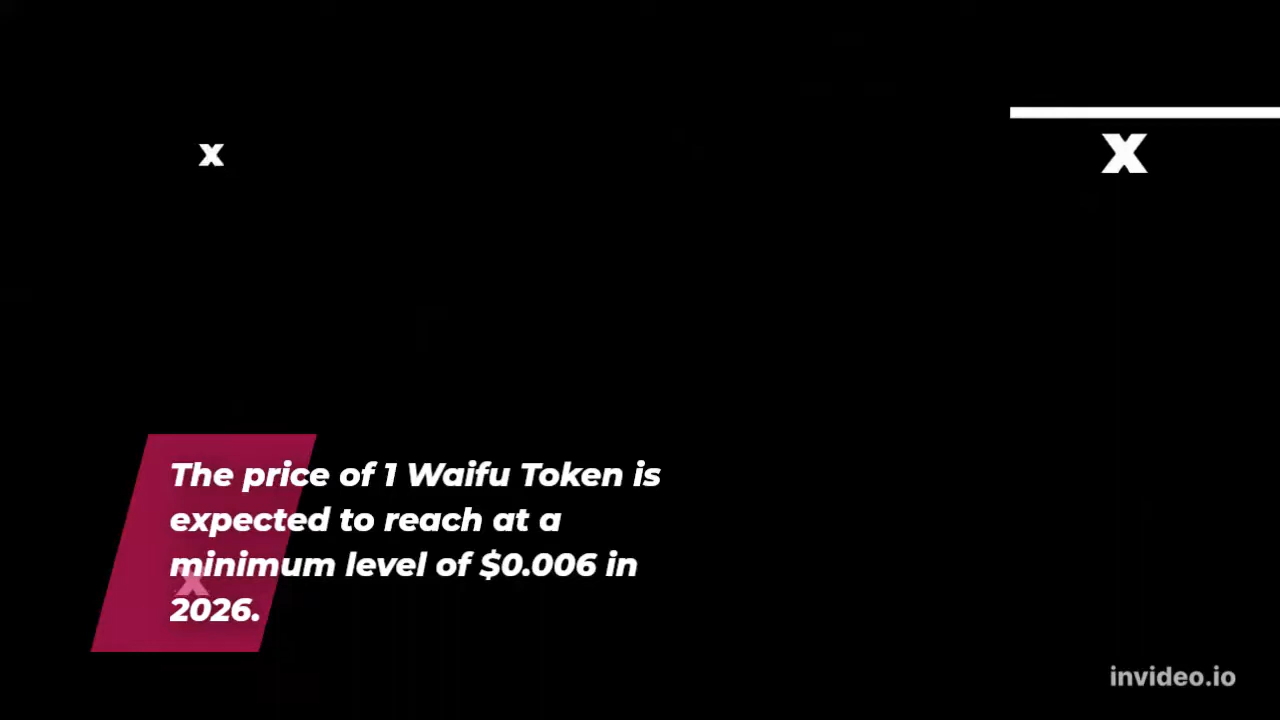 x
x
The price of 1 Waifu Token is
expected to reach at a
minimum level of $0.006 in
x
2026.
invideo.io